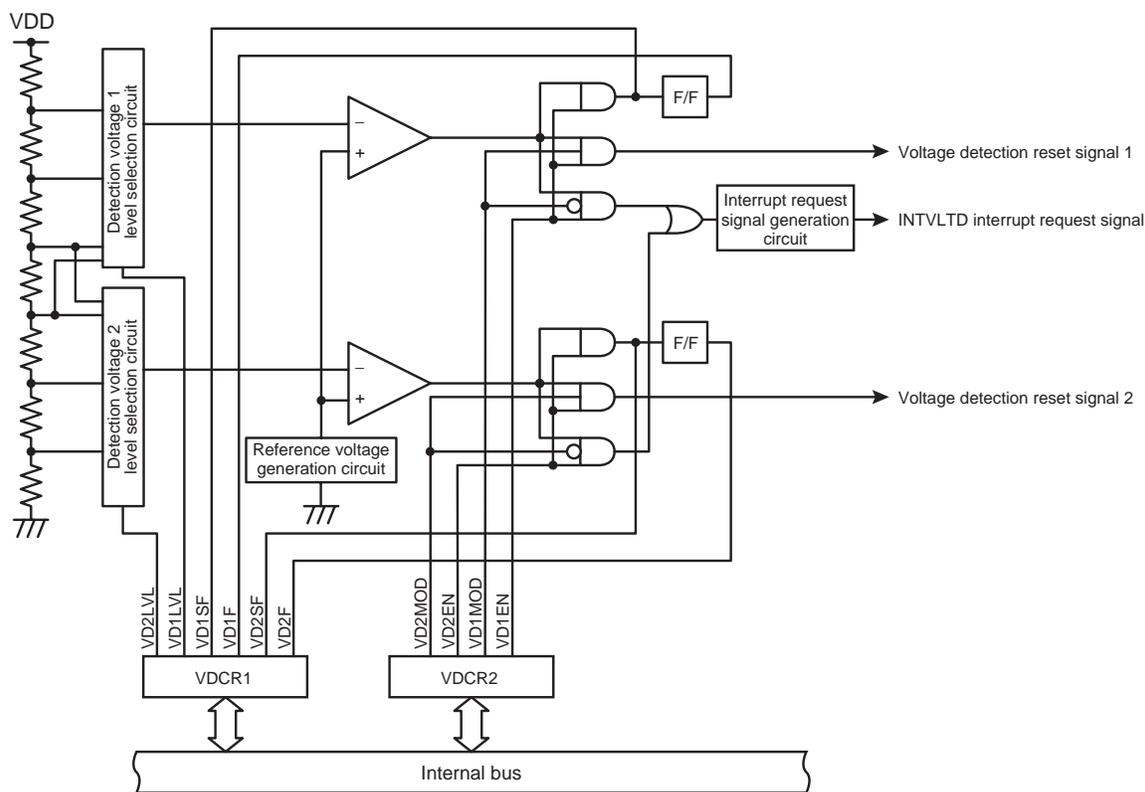 VDD
Detection voltage 1
level selection circuit
−
+
F/F
Voltage detection reset signal 1
Interrupt request
signal generation
circuit
INTVLTD interrupt request signal
Detection voltage 2
level selection circuit
−
+
F/F
Voltage detection reset signal 2
Reference voltage
generation circuit
VD2LVL
VD1LVL
VD1SF
VD1F
VD2SF
VD2F
VD2MOD
VD2EN
VD1MOD
VD1EN
VDCR1
VDCR2
Internal bus